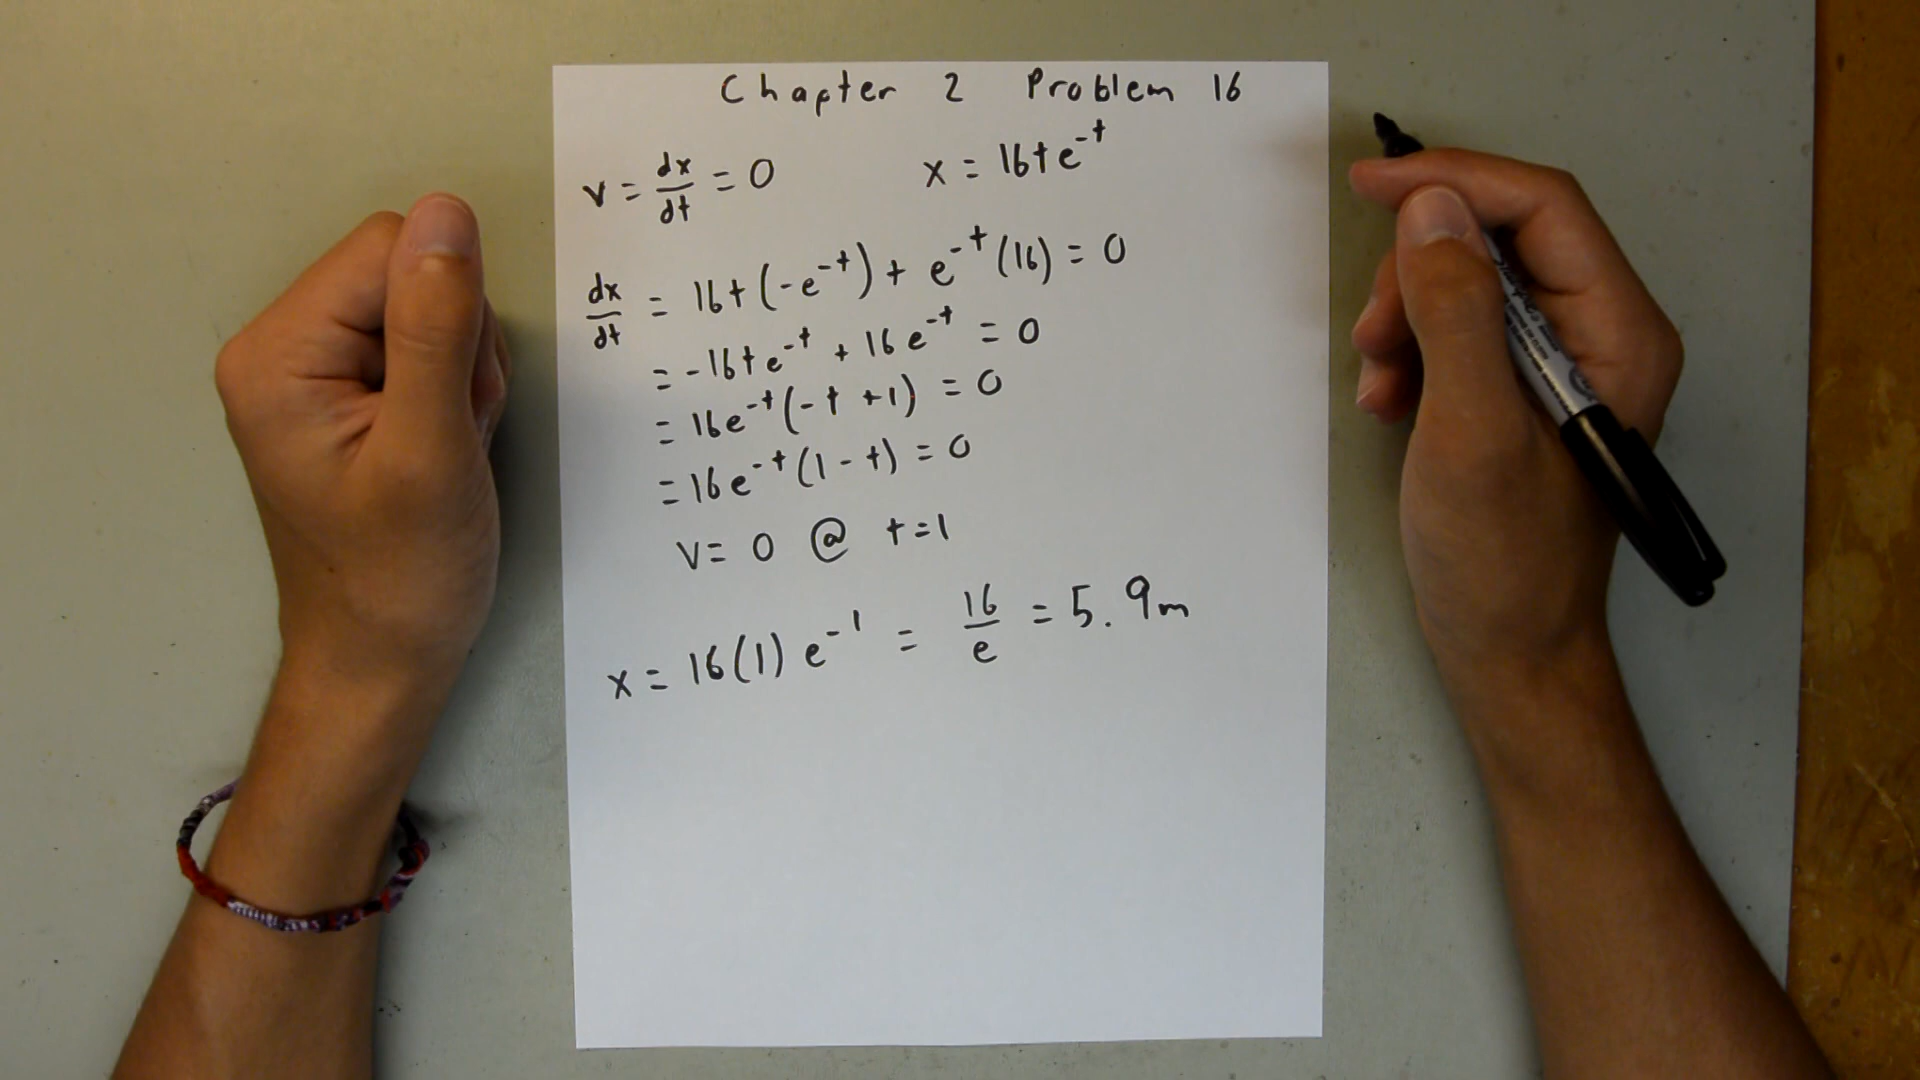 Chapter 2 Problem 16
v = dx/dt = 0 x = 16te^-t
dx/dt = 16t(-e^-t) + e^-t(16) = 0
= -16te^-t + 16e^-t = 0
= 16e^-t(-t +1) = 0
= 16e^-t(1-t) = 0
v= 0 @ t=1
x = 16(1)e^-1 = 16/e = 5.9m